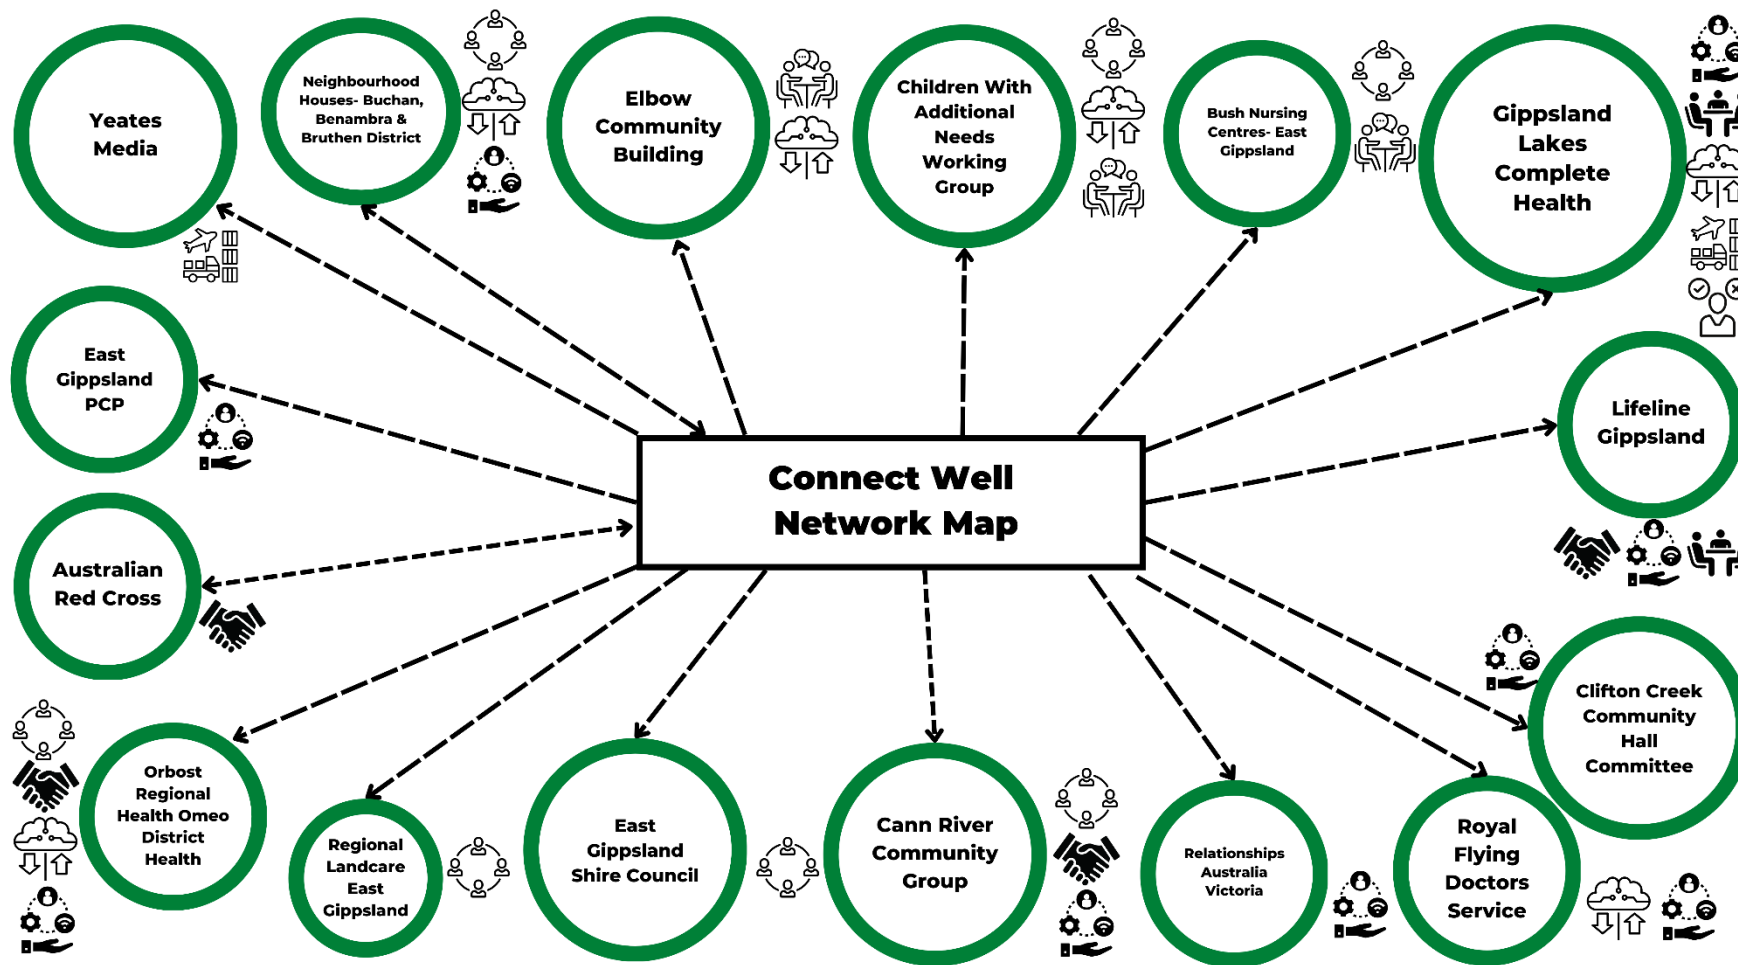 Yeates
Media
Neighbourhood
Houses- Buchan,
Benambra &
Bruthen District
Elbow
Community
Building
Children With
Additional
Needs
Working
Group
Bush Nursing
Centres- East
Gippsland
Gippsland
Lakes
Complete
Health
East
Gippsland
PCP
Lifeline
Gippsland
Connect Well
Network Map
Australian
Red Cross
Clifton Creek
Community
Hall
Committee
Orbost
Regional
Health Omeo
District
Health
Regional
Landcare
East
Gippsland
East
Gippsland
Shire Council
Cann River
Community
Group
Relationships
Australia
Victoria
Royal
Flying
Doctors
Service